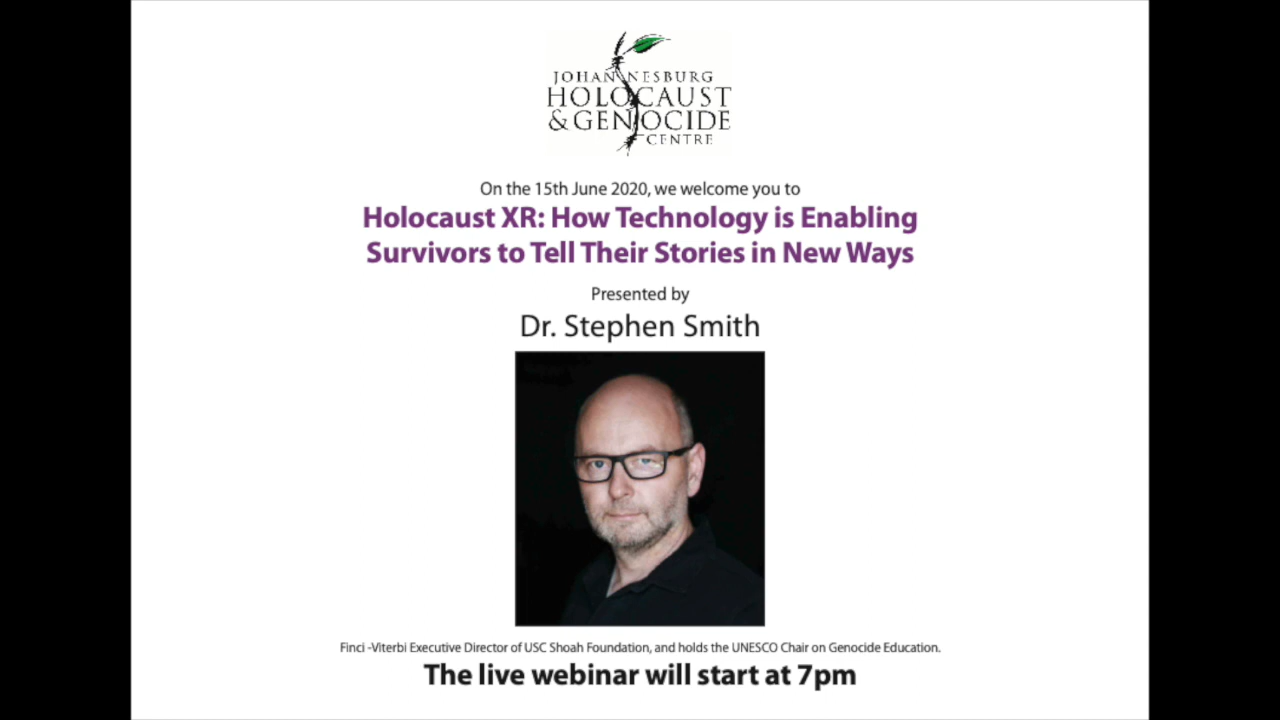 JOHANNESBURG
HOLOCAUST
& GENOCIDE
CENTRE
On the 15th June 2020, we welcome you to
Holocaust XR: How Technology is Enabling
Survivors to Tell Their Stories in New Ways
Presented by
Dr. Stephen Smith
Finci -Viterbi Executive Director of USC Shoah Foundation, and holds the UNESCO Chair on Genocide Education.
The live webinar will start at 7pm